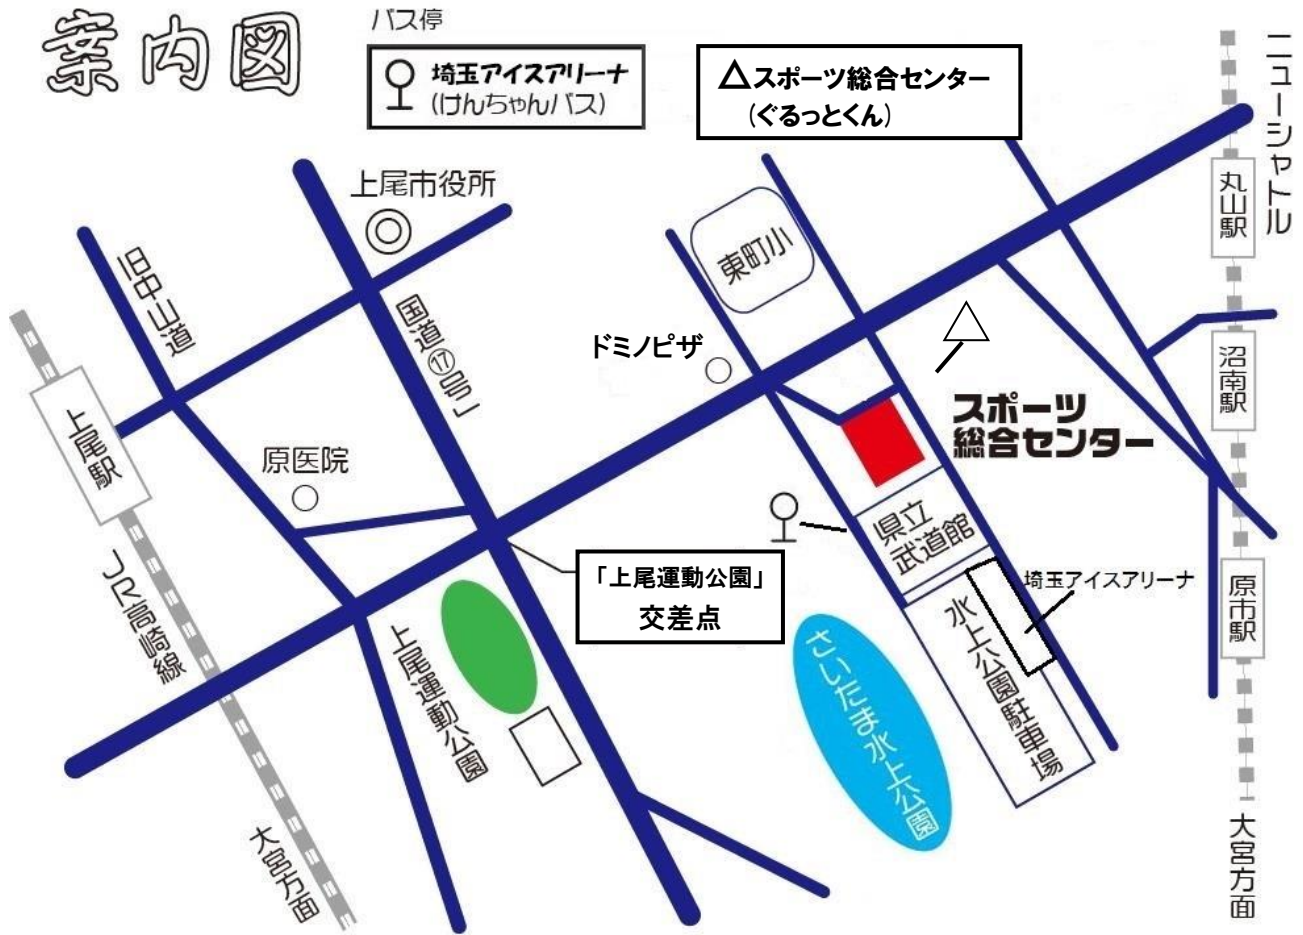 案内図
バス停
埼玉アイスアリーナ
(けんちゃんバス)
△スポーツ総合センター
(ぐるっとくん)
ニューシャトル
丸山駅
上尾市役所
東町小
旧中山道
国道⑰号
ドミノピザ
沼南駅
上尾駅
スポーツ
総合センター
原医院
県立
武道館
「上尾運動公園」
交差点
埼玉アイスアリーナ
原市駅
JR高崎線
上尾運動公園
さいたま水上公園
水上公園駐車場
大宮方面
大宮方面